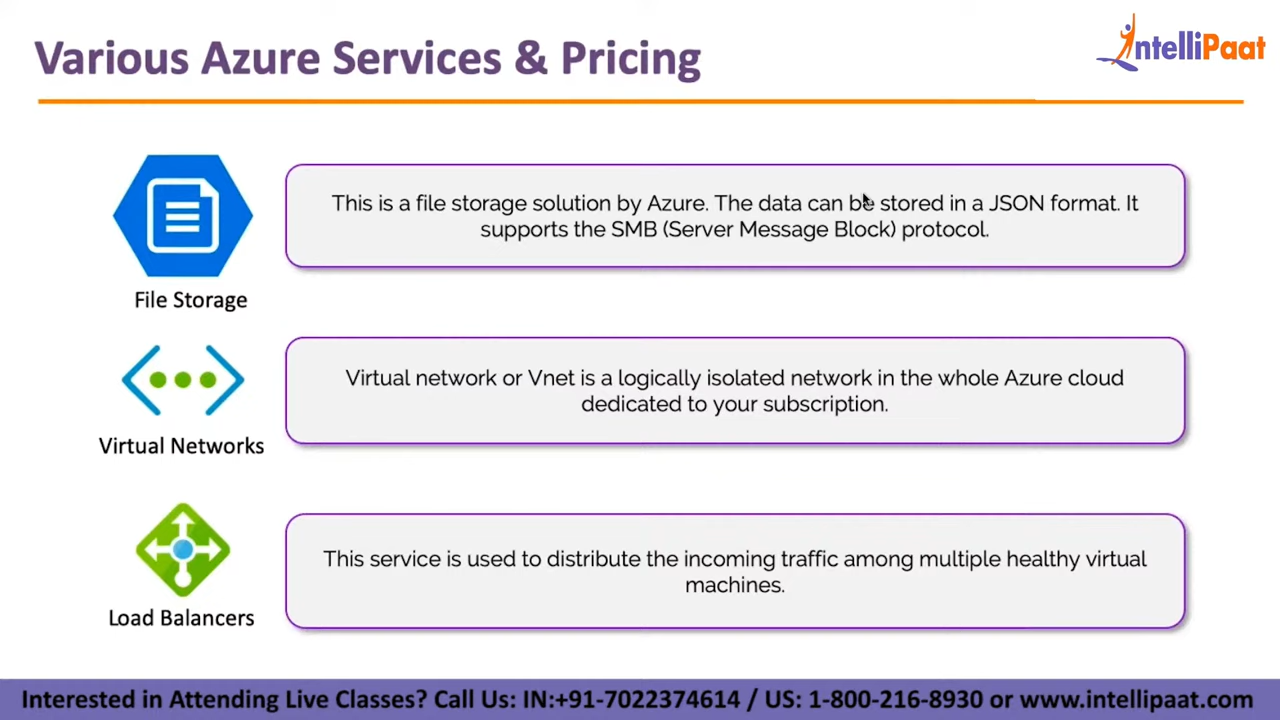 Various Azure Services & Pricing
IntelliPaat
This is a file storage solution by Azure. The data can be stored in a JSON format. It
supports the SMB (Server Message Block) protocol.
File Storage
Virtual network or Vnet is a logically isolated network in the whole Azure cloud
dedicated to your subscription.
Virtual Networks
This service is used to distribute the incoming traffic among multiple healthy virtual
machines.
Load Balancers
Interested in Attending Live Classes? Call Us: IN:+91-7022374614 / US: 1-800-216-8930 or www.intellipaat.com